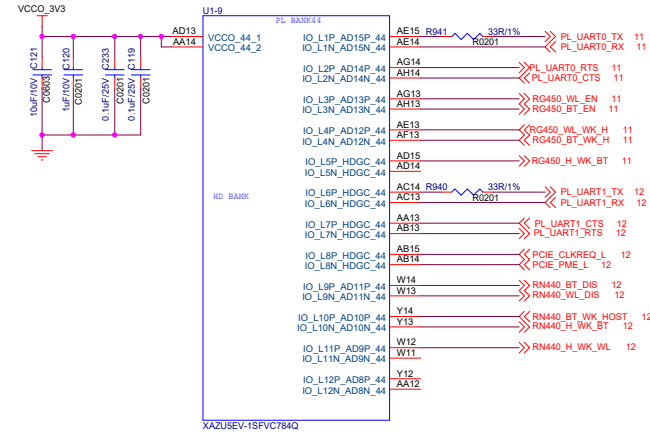 VCCO_3V3
U1-9
PL BANK44
AD13 VCCO_44_1
AA14 VCCO_44_2
C121 10uF/10V C0603
C120 1uF/10V C0201
C233 0.1uF/25V C0201
C119 0.1uF/25V C0201
HD BANK
IO_L1P_AD15P_44 AE15 R941 33R/1% PL_UART0_TX 11
IO_L1N_AD15N_44 AE14 R0201 PL_UART0_RX 11
IO_L2P_AD14P_44 AG14 PL_UART0_RTS 11
IO_L2N_AD14N_44 AH14 PL_UART0_CTS 11
IO_L3P_AD13P_44 AG13 RG450_WL_EN 11
IO_L3N_AD13N_44 AH13 RG450_BT_EN 11
IO_L4P_AD12P_44 AE13 RG450_WL_WK_H 11
IO_L4N_AD12N_44 AF13 RG450_BT_WK_H 11
IO_L5P_HDGC_44 AD15 RG450_H_WK_BT 11
IO_L5N_HDGC_44 AD14
IO_L6P_HDGC_44 AC14 R940 33R/1% PL_UART1_TX 12
IO_L6N_HDGC_44 AC13 R0201 PL_UART1_RX 12
IO_L7P_HDGC_44 AA13 PL_UART1_CTS 12
IO_L7N_HDGC_44 AB13 PL_UART1_RTS 12
IO_L8P_HDGC_44 AB15 PCIE_CLKREQ_L 12
IO_L8N_HDGC_44 AB14 PCIE_PME_L 12
IO_L9P_AD11P_44 W14 RN440_BT_DIS 12
IO_L9N_AD11N_44 W13 RN440_WL_DIS 12
IO_L10P_AD10P_44 Y14 RN440_BT_WK_HOST 12
IO_L10N_AD10N_44 Y13 RN440_H_WK_BT 12
IO_L11P_AD9P_44 W12 RN440_H_WK_WL 12
IO_L11N_AD9N_44 W11
IO_L12P_AD8P_44 Y12
IO_L12N_AD8N_44 AA12
XAZU5EV-1SFVC784Q